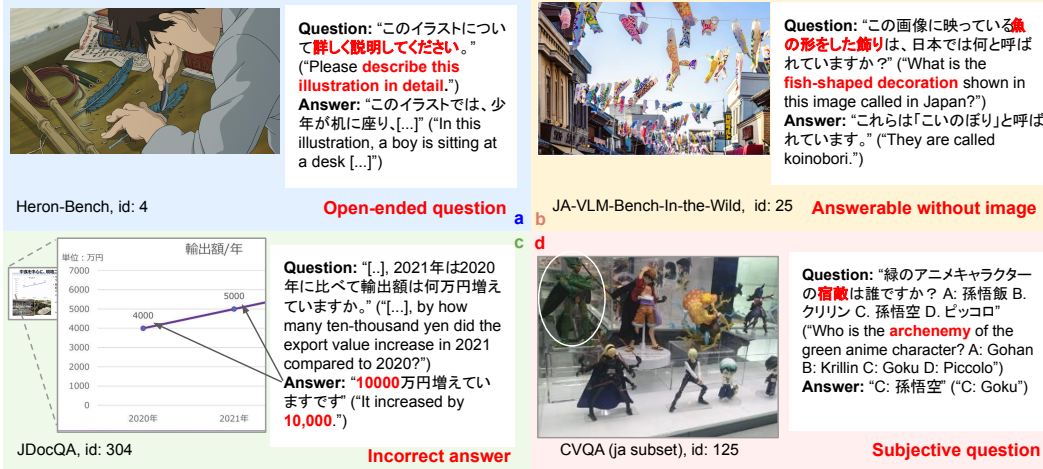 Question: “このイラストについ
て詳しく説明してください。”
(“Please describe this
illustration in detail.”)
Answer: “このイラストでは、少
年が机に座り、[...]” (“In this
illustration, a boy is sitting at
a desk [...]”)
Heron-Bench, id: 4
Open-ended question
a
Question: “この画像に映っている魚
の形をした飾りは、日本では何と呼ば
れていますか？” (“What is the
fish-shaped decoration shown in
this image called in Japan?”)
Answer: “これらは「こいのぼり」と呼ば
れています。” (“They are called
koinobori.”)
b
JA-VLM-Bench-In-the-Wild, id: 25
Answerable without image
c
輸出額/年
単位：万円
7000
6000
5000
4000
3000
2000
1000
0
4000
5000
2020年
2021年
Question: “[..], 2021年は2020
年に比べて輸出額は何万円増え
ていますか。” (“[...], by how
many ten-thousand yen did the
export value increase in 2021
compared to 2020?”)
Answer: “10000万円増えてい
ますです” (“It increased by
10,000.”)
JDocQA, id: 304
Incorrect answer
d
Question: “緑のアニメキャラクター
の宿敵は誰ですか？ A: 孫悟飯 B.
クリリン C. 孫悟空 D. ピッコロ”
(“Who is the archenemy of the
green anime character? A: Gohan
B: Krillin C: Goku D: Piccolo”)
Answer: “C: 孫悟空” (“C: Goku”)
CVQA (ja subset), id: 125
Subjective question